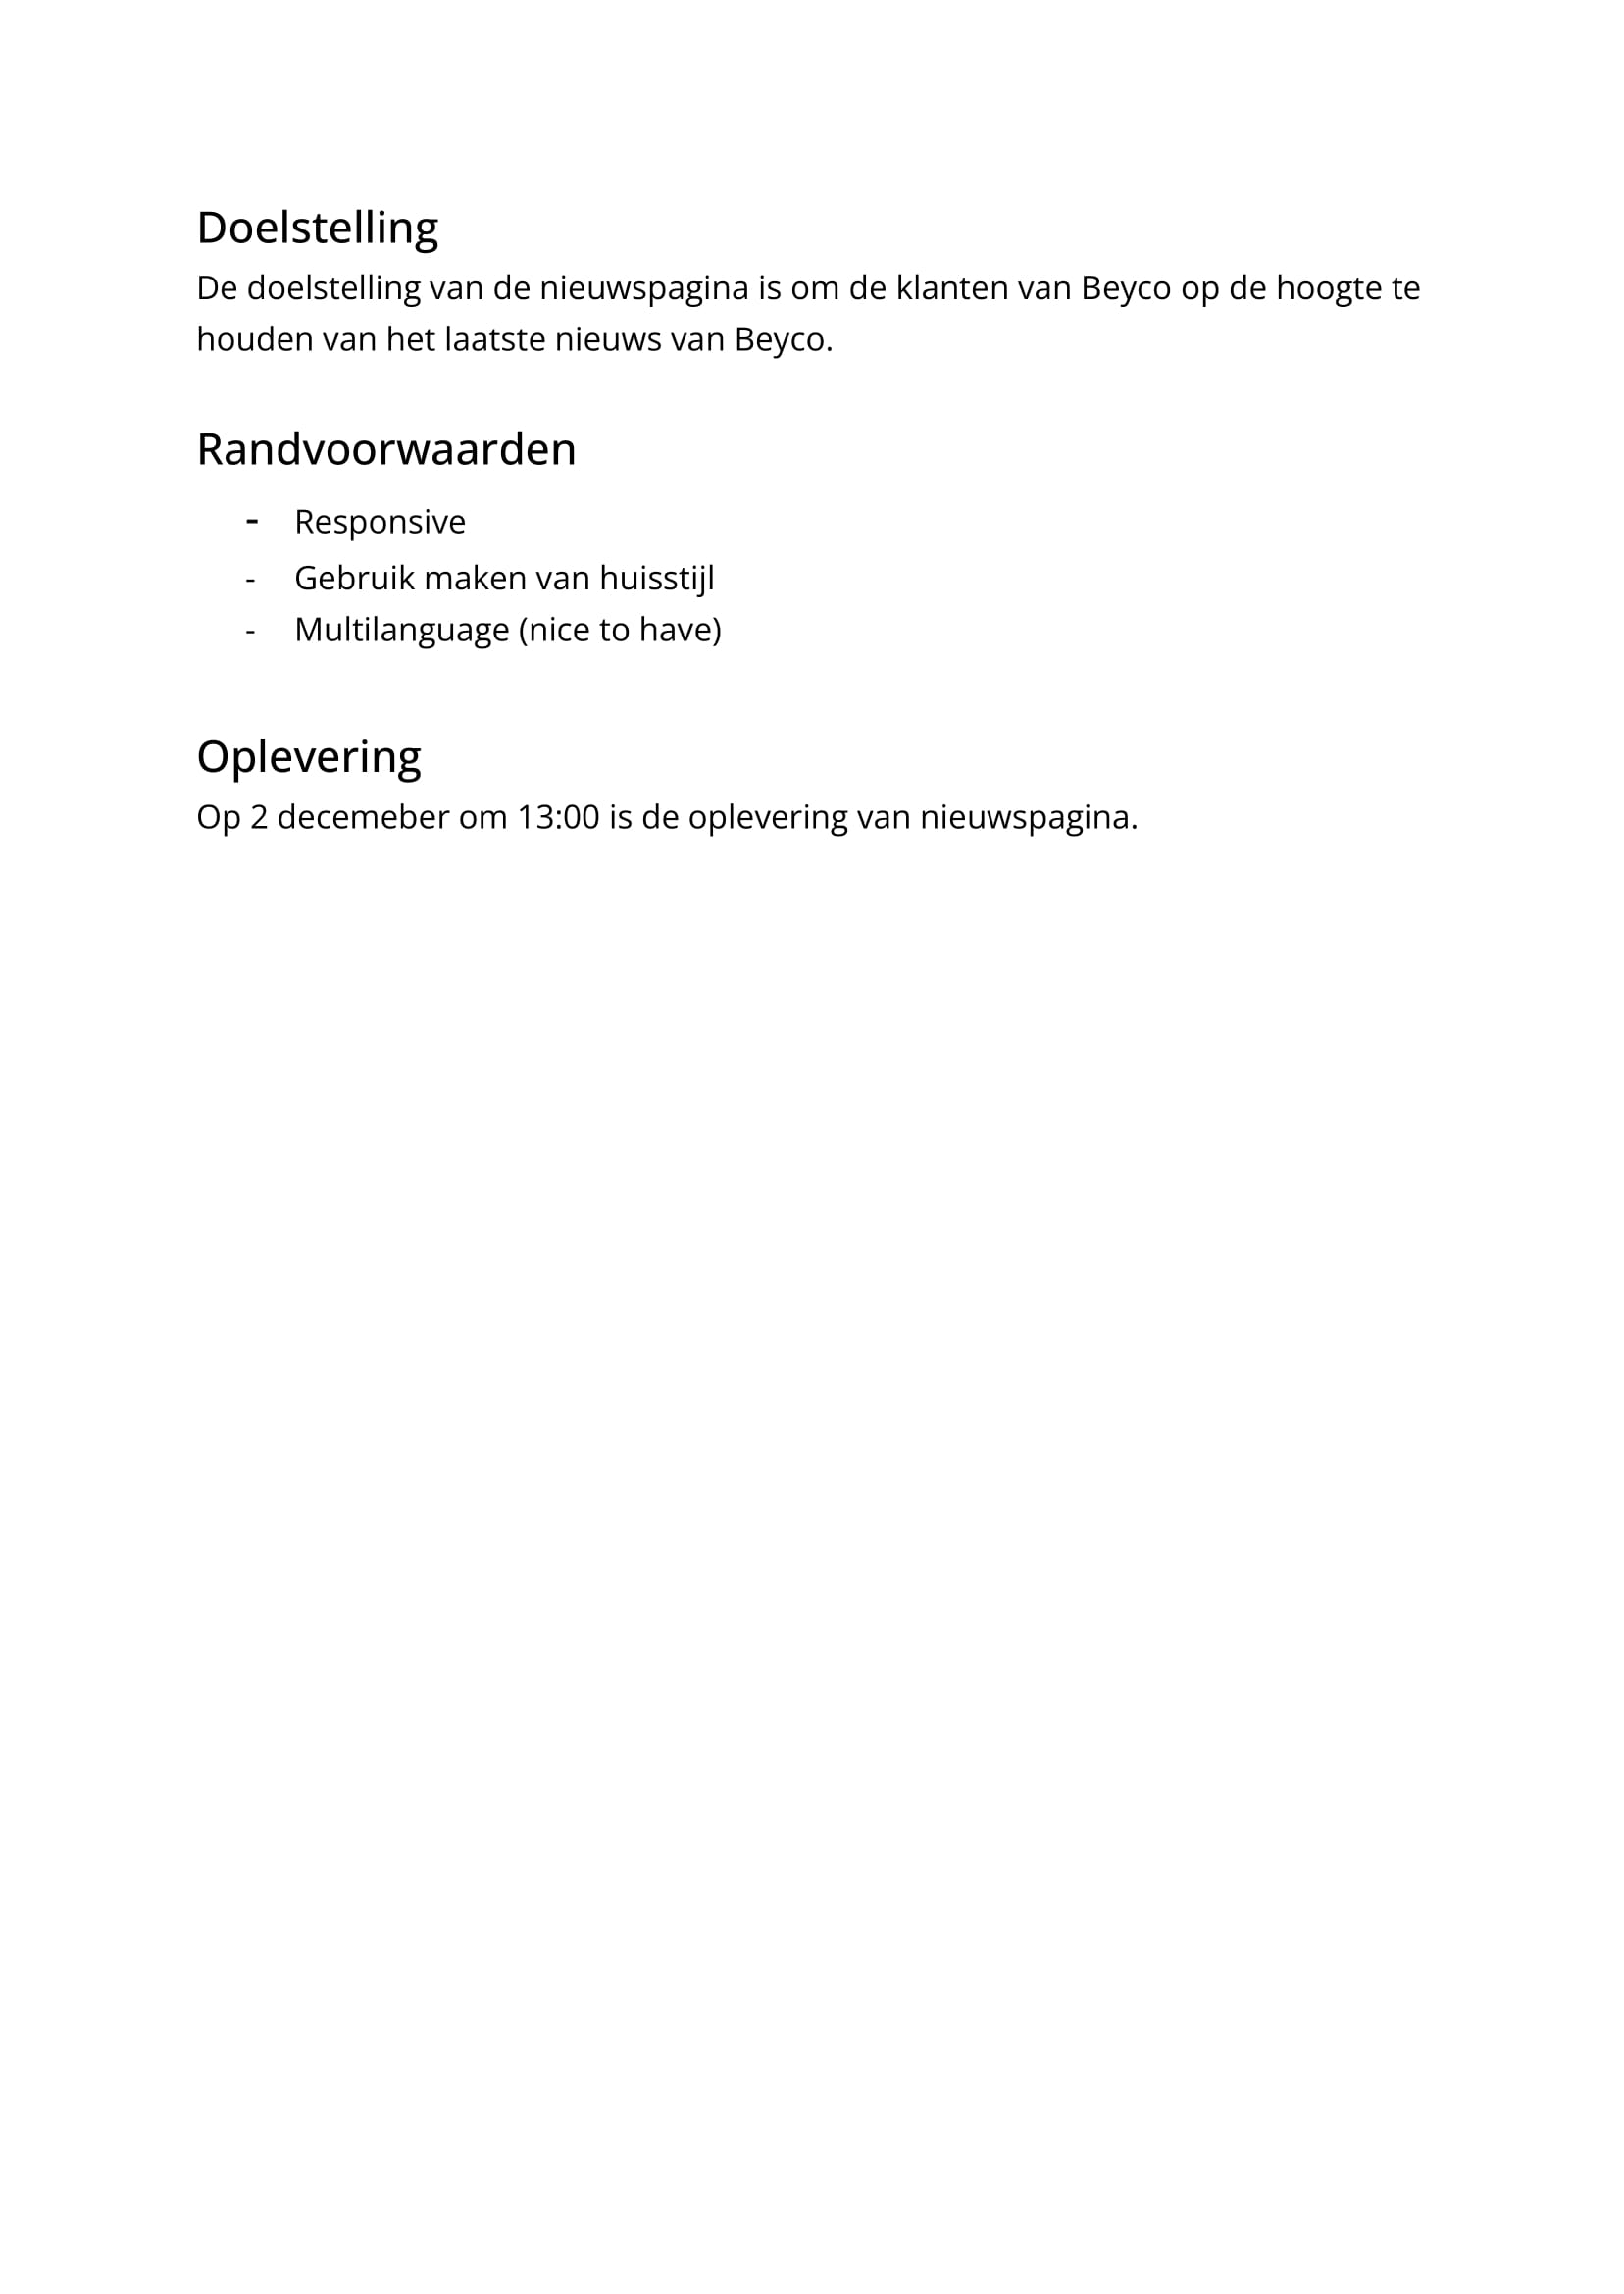 Doelstelling
De doelstelling van de nieuwspagina is om de klanten van Beyco op de hoogte te
houden van het laatste nieuws van Beyco.
Randvoorwaarden
- Responsive
- Gebruik maken van huisstijl
- Multilanguage (nice to have)
Oplevering
Op 2 decemeber om 13:00 is de oplevering van nieuwspagina.